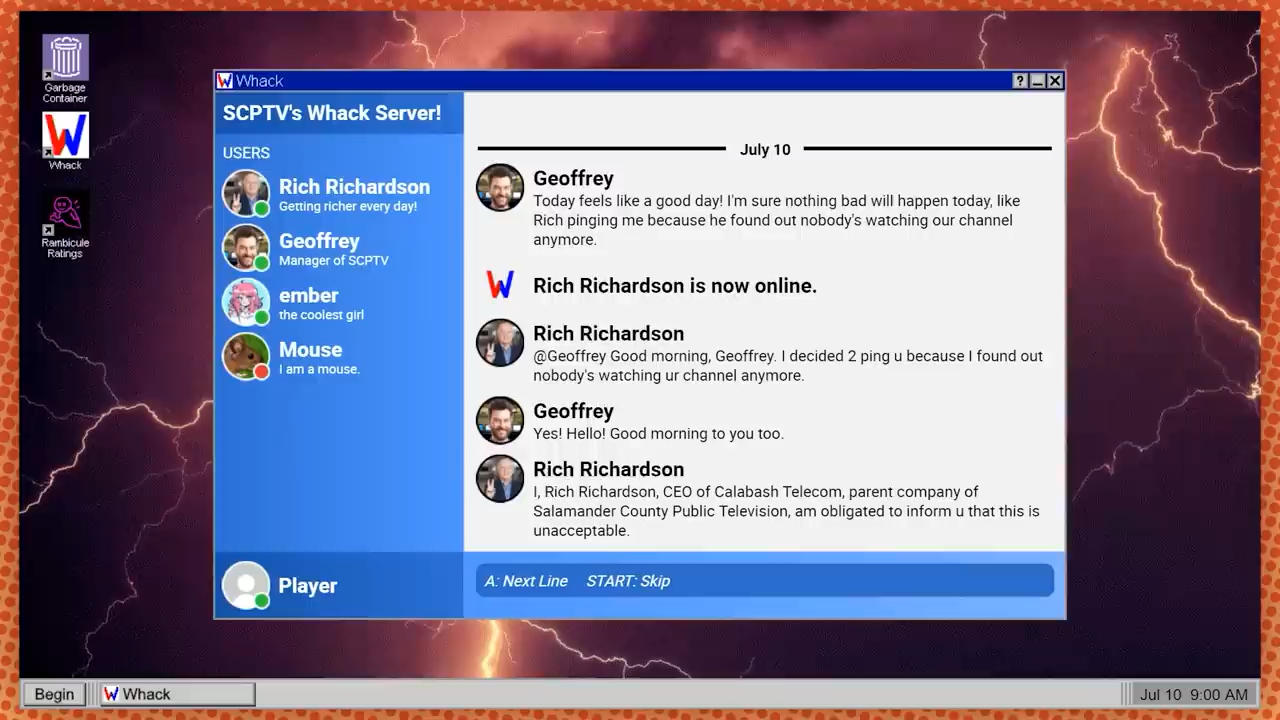 Garbage
Container
Whack
Rambicule
Ratings
Whack
SCPTV's Whack Server!
USERS
Rich Richardson
Getting richer every day!
Geoffrey
Manager of SCPTV
ember
the coolest girl
Mouse
I am a mouse.
Player
July 10
Geoffrey
Today feels like a good day! I'm sure nothing bad will happen today, like
Rich pinging me because he found out nobody's watching our channel
anymore.
Rich Richardson is now online.
Rich Richardson
@Geoffrey Good morning, Geoffrey. I decided 2 ping u because I found out
nobody's watching ur channel anymore.
Geoffrey
Yes! Hello! Good morning to you too.
Rich Richardson
I, Rich Richardson, CEO of Calabash Telecom, parent company of
Salamander County Public Television, am obligated to inform u that this is
unacceptable.
A: Next Line START: Skip
Begin
Whack
Jul 10 9:00 AM